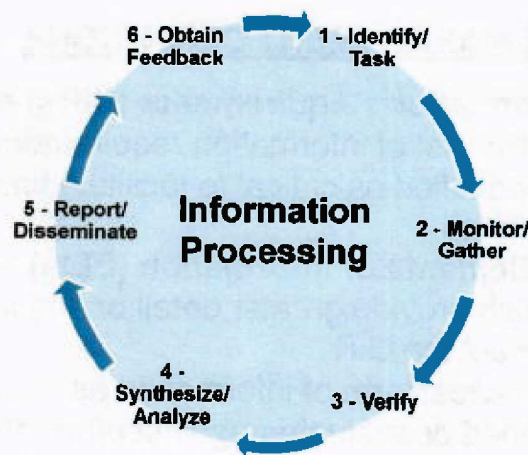 6 - Obtain
Feedback
1 - Identify/
Task
5 - Report/
Disseminate
Information
Processing
2 - Monitor/
Gather
4 -
Synthesize/
Analyze
3 - Verify